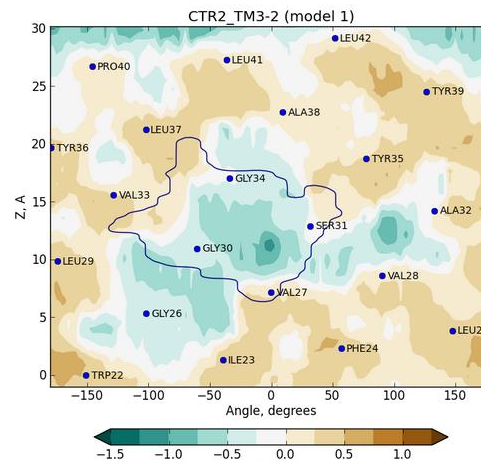 CTR2_TM3-2 (model 1)
30
LEU42
PRO40
LEU41
25
TYR39
ALA38
LEU37
20
TYR36
TYR35
GLY34
VAL33
15
ALA32
SER31
GLY30
LEU29
10
VAL28
VAL27
GLY26
5
LEU2
PHE24
ILE23
0
TRP22
Z, A
−150 −100 −50 0 50 100 150
Angle, degrees
−1.5 −1.0 −0.5 0.0 0.5 1.0